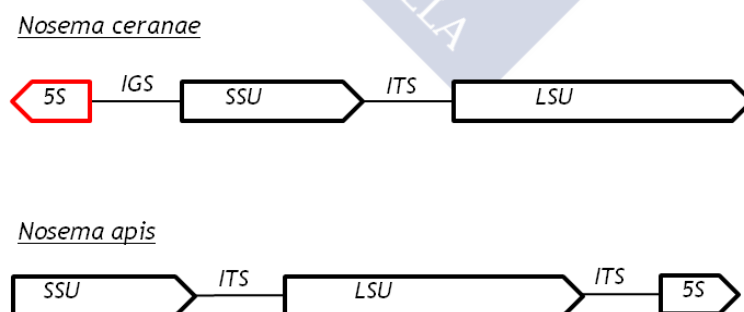 Nosema ceranae
5S IGS SSU ITS LSU
Nosema apis
SSU ITS LSU ITS 5S